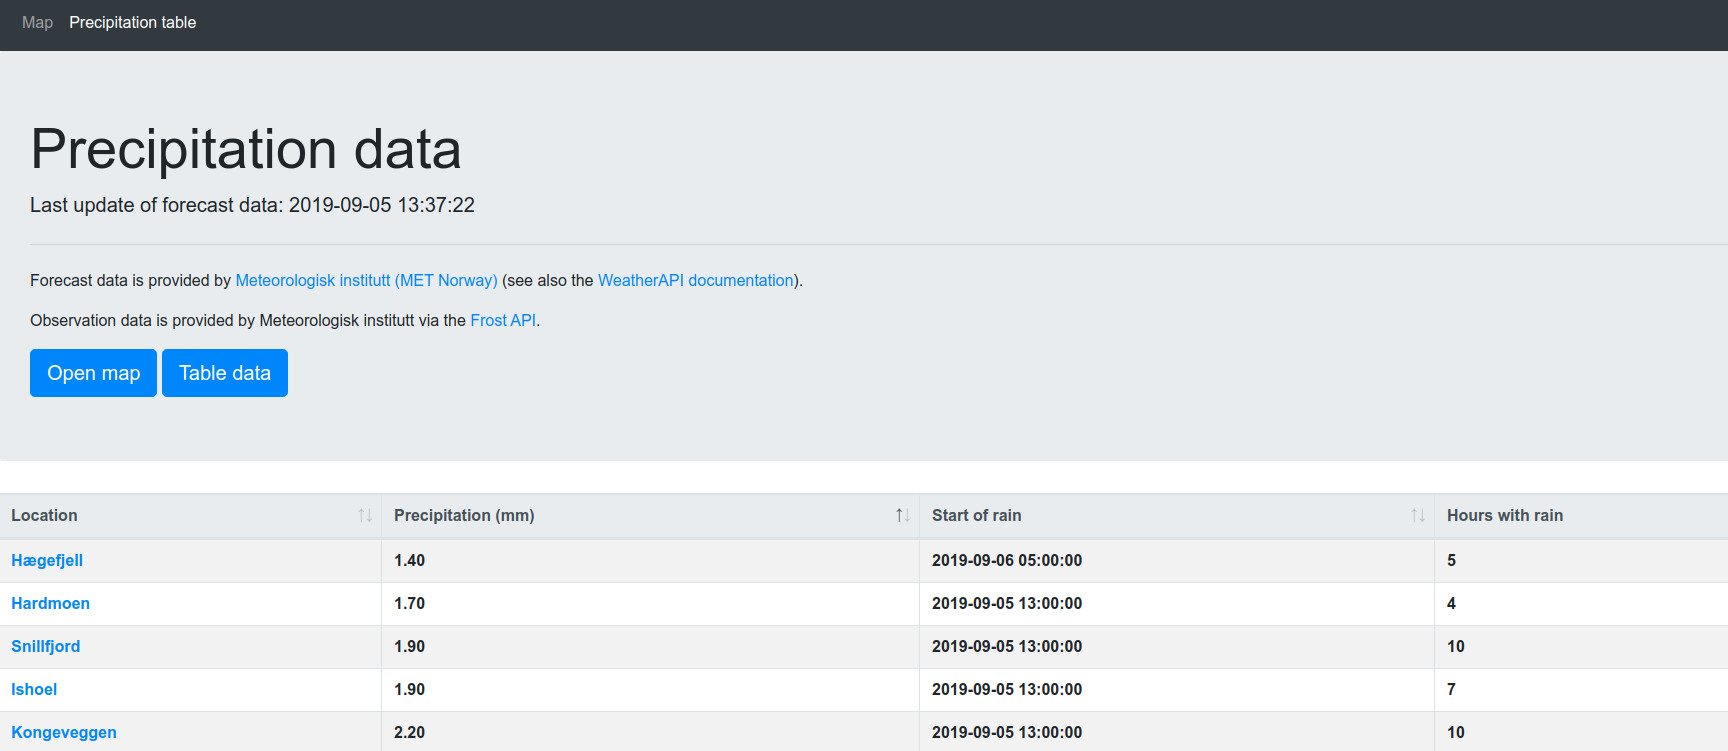 Map Precipitation table
Precipitation data
Last update of forecast data: 2019-09-05 13:37:22
Forecast data is provided by Meteorologisk institutt (MET Norway) (see also the WeatherAPI documentation).
Observation data is provided by Meteorologisk institutt via the Frost API.
Open map Table data
Location Precipitation (mm) Start of rain Hours with rain
Hægefjell 1.40 2019-09-06 05:00:00 5
Hardmoen 1.70 2019-09-05 13:00:00 4
Snillfjord 1.90 2019-09-05 13:00:00 10
Ishoel 1.90 2019-09-05 13:00:00 7
Kongeveggen 2.20 2019-09-05 13:00:00 10